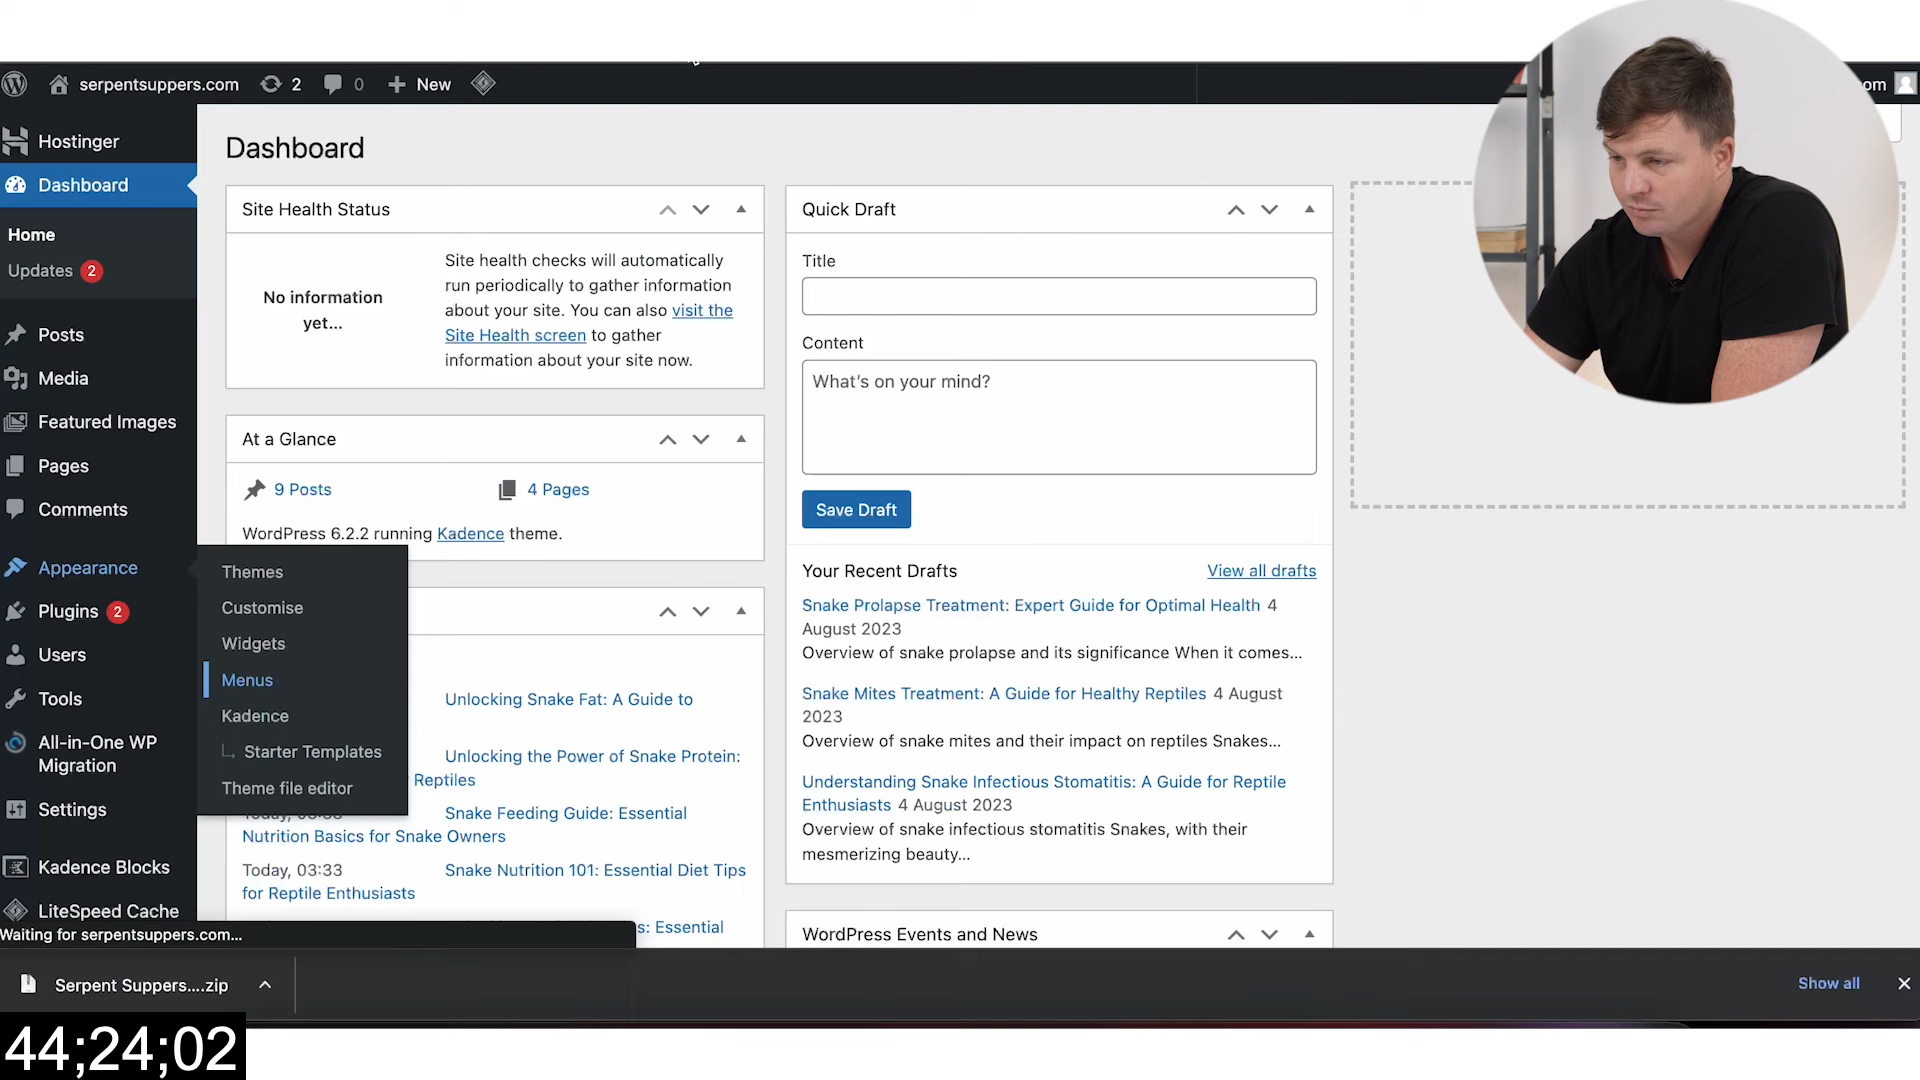 serpentsuppers.com 2 0 New
om
Hostinger
Dashboard
Home
Updates 2
Posts
Media
Featured Images
Pages
Comments
Appearance
Plugins 2
Users
Tools
All-in-One WP
Migration
Settings
Kadence Blocks
LiteSpeed Cache
Waiting for serpentsuppers.com...
Themes
Customise
Widgets
Menus
Kadence
Starter Templates
Theme file editor
Dashboard
Site Health Status
No information
yet...
Site health checks will automatically
run periodically to gather information
about your site. You can also visit the
Site Health screen to gather
information about your site now.
At a Glance
9 Posts
4 Pages
WordPress 6.2.2 running Kadence theme.
Unlocking Snake Fat: A Guide to
Unlocking the Power of Snake Protein:
Reptiles
Snake Feeding Guide: Essential
Nutrition Basics for Snake Owners
Today, 03:33 Snake Nutrition 101: Essential Diet Tips
for Reptile Enthusiasts
s: Essential
Quick Draft
Title
Content
What's on your mind?
Save Draft
Your Recent Drafts View all drafts
Snake Prolapse Treatment: Expert Guide for Optimal Health 4
August 2023
Overview of snake prolapse and its significance When it comes...
Snake Mites Treatment: A Guide for Healthy Reptiles 4 August
2023
Overview of snake mites and their impact on reptiles Snakes...
Understanding Snake Infectious Stomatitis: A Guide for Reptile
Enthusiasts 4 August 2023
Overview of snake infectious stomatitis Snakes, with their
mesmerizing beauty...
WordPress Events and News
Serpent Suppers....zip
Show all
44;24;02